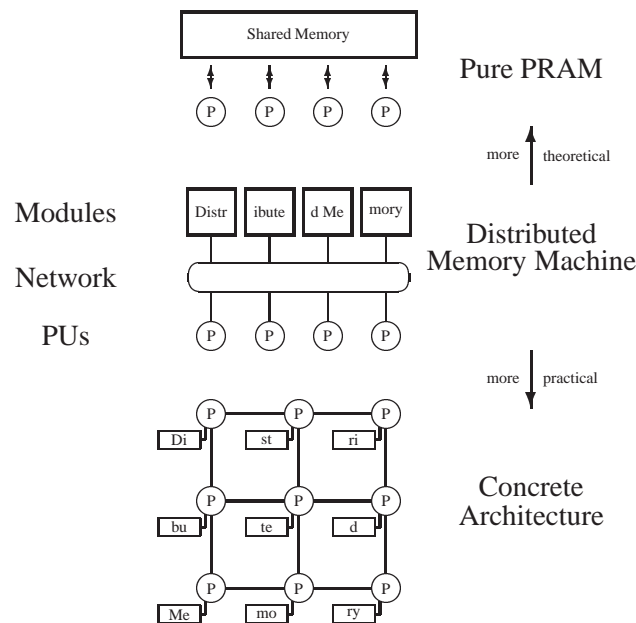 Shared Memory
Pure PRAM
P P P P
more theoretical
Modules
Distr ibute d Me mory
Distributed
Memory Machine
Network
PUs
P P P P
more practical
P P P
Di st ri
Concrete
Architecture
P P P
bu te d
P P P
Me mo ry